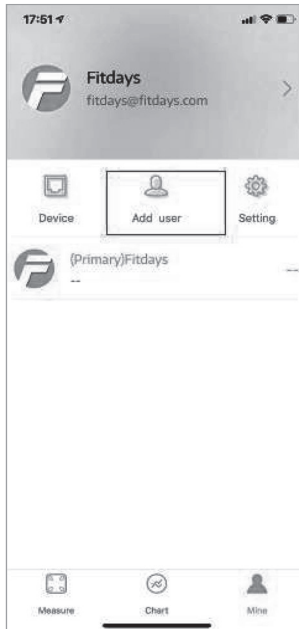 17:51
Fitdays
fitdays@fitdays.com
Device Add user Setting
(Primary)Fitdays
--
--
Measure Chart Mine